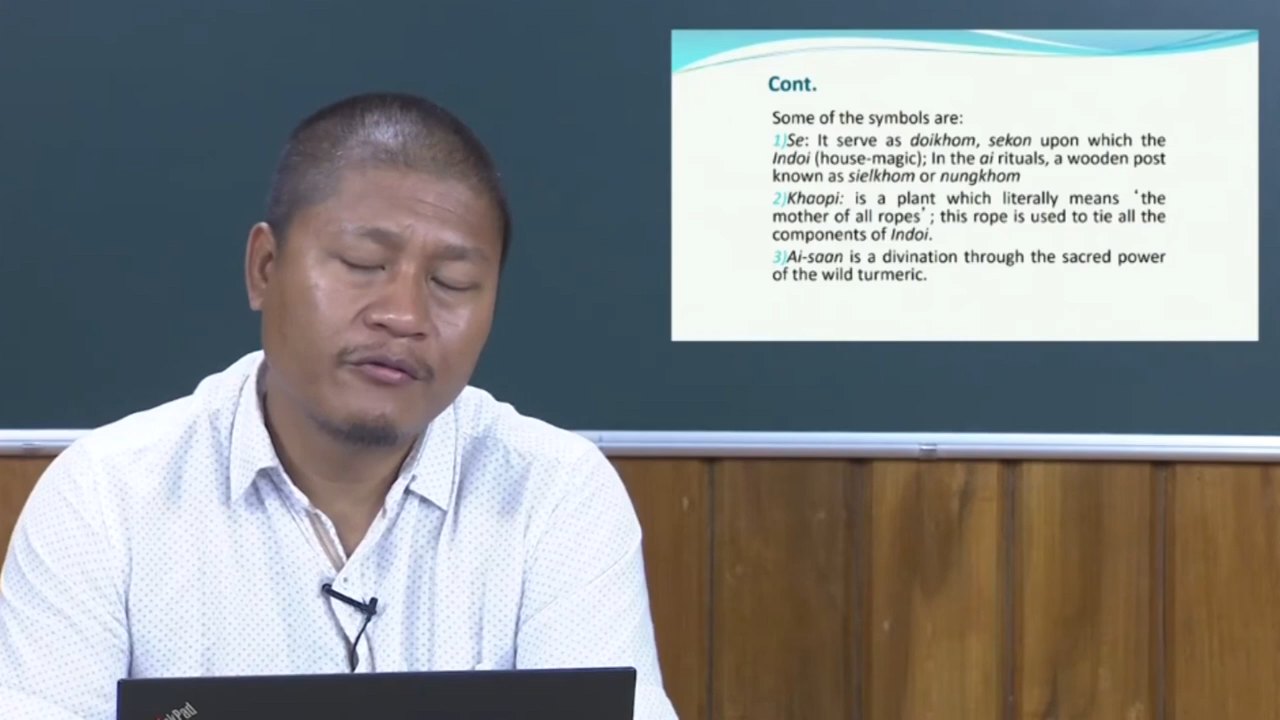 Cont.
Some of the symbols are:
1)Se: It serve as doikhom, sekon upon which the
Indoi (house-magic); In the ai rituals, a wooden post
known as sielkhom or nungkhom
2)Khaopi: is a plant which literally means 'the
mother of all ropes'; this rope is used to tie all the
components of Indoi.
3)Ai-saan is a divination through the sacred power
of the wild turmeric.